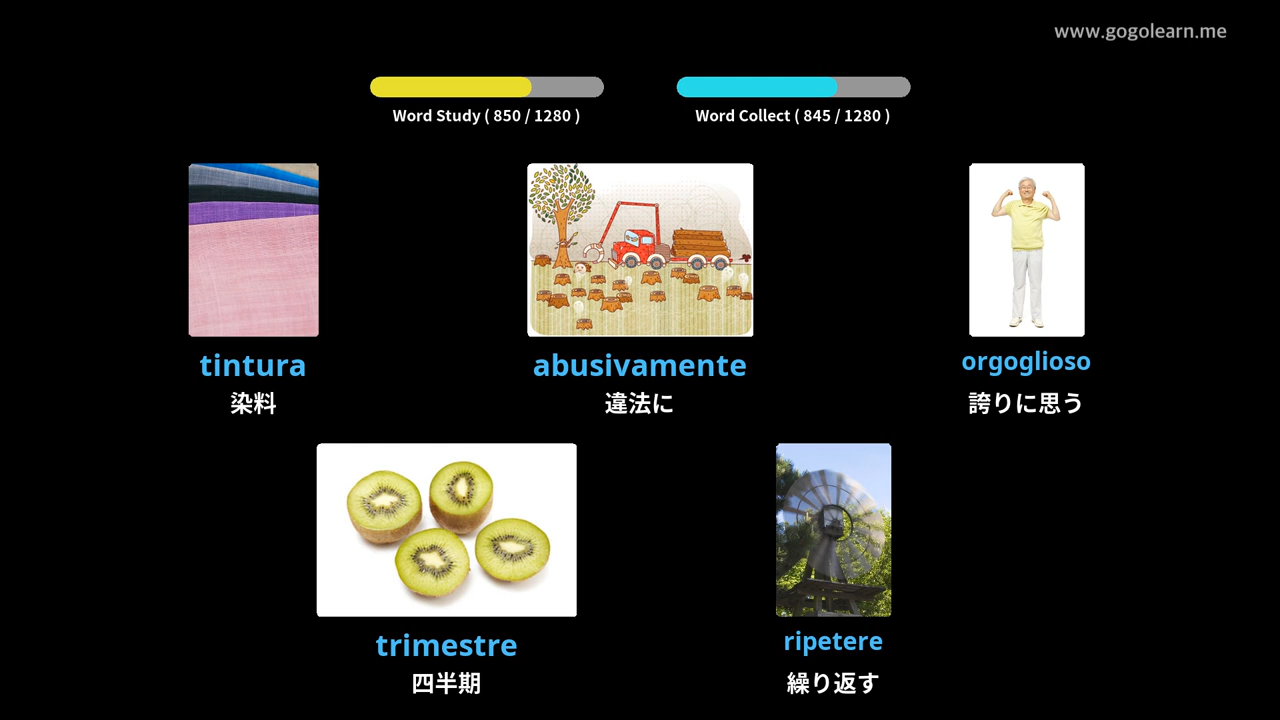 www.gogolearn.me
Word Study ( 850 / 1280 )
Word Collect ( 845 / 1280 )
tintura
染料
abusivamente
違法に
orgoglioso
誇りに思う
trimestre
四半期
ripetere
繰り返す